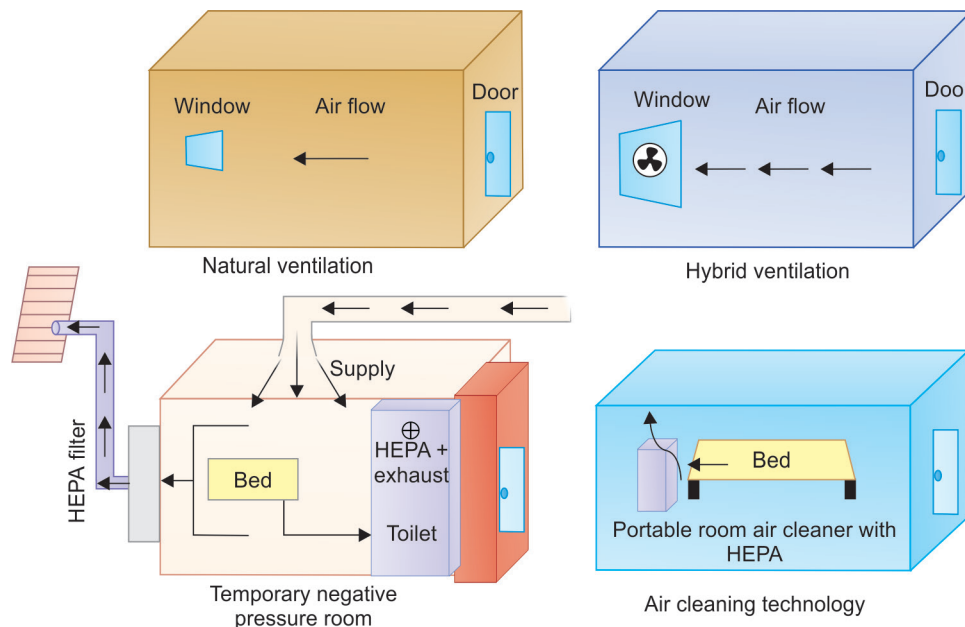 Window
Air flow
Door
Natural ventilation
Window
Air flow
Doo
Hybrid ventilation
HEPA filter
Supply
Bed
HEPA +
exhaust
Toilet
Temporary negative
pressure room
Bed
Portable room air cleaner with
HEPA
Air cleaning technology